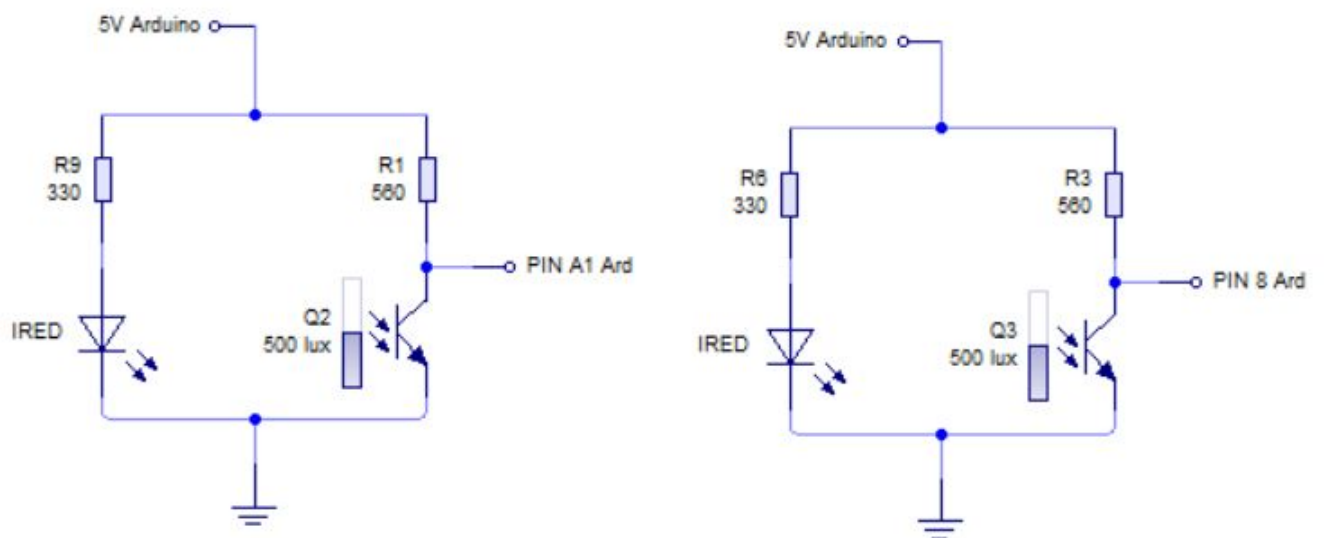 5V Arduino
R9
330
R1
560
PIN A1 Ard
IRED
Q2
500 lux
5V Arduino
R6
330
R3
560
PIN 8 Ard
IRED
Q3
500 lux